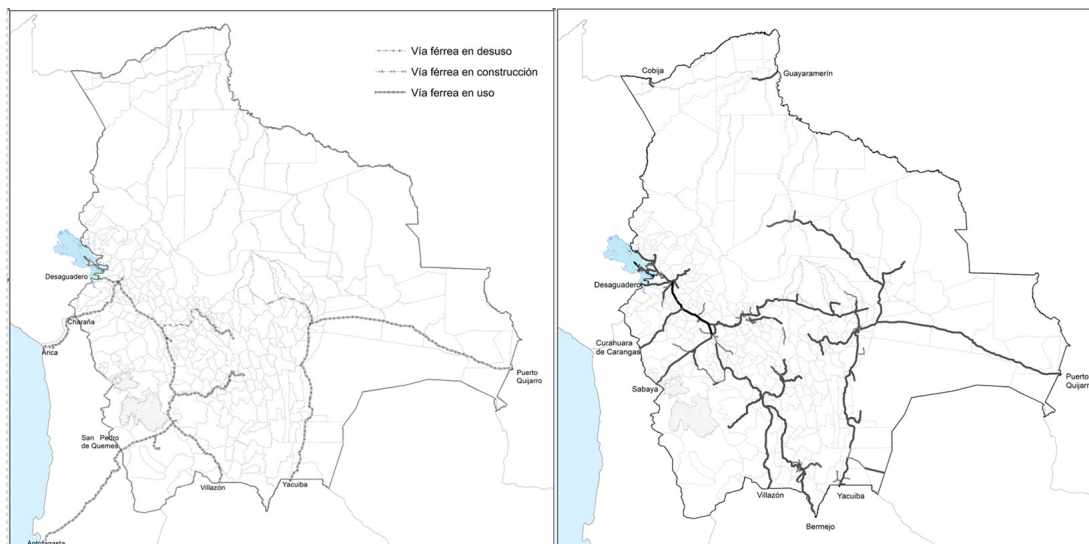 Vía férrea en desuso
Vía férrea en construcción
Vía ferrea en uso
Desaguadero
Charaña
Arica
Puerto
Quijarro
San Pedro
de Quemes
Villazón
Yacuiba
Antofagasta
Cobija
Guayaramerín
Desaguadero
Curahuara
de Carangas
Sabaya
Puerto
Quijarro
Villazón
Yacuiba
Bermejo